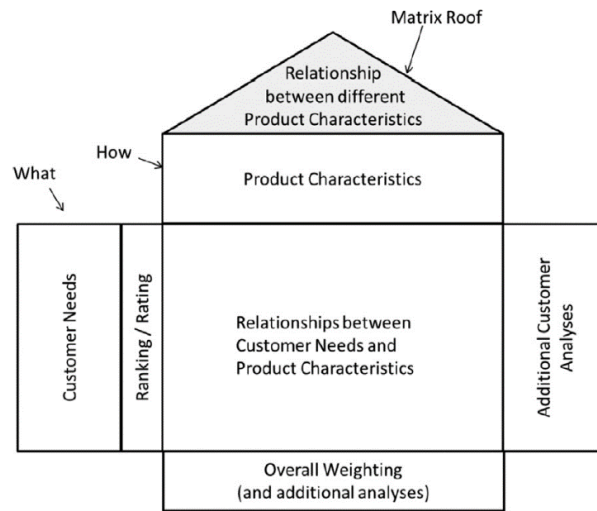 Matrix Roof
Relationship
between different
Product Characteristics
How
Product Characteristics
What
Customer Needs
Ranking / Rating
Relationships between
Customer Needs and
Product Characteristics
Additional Customer
Analyses
Overall Weighting
(and additional analyses)